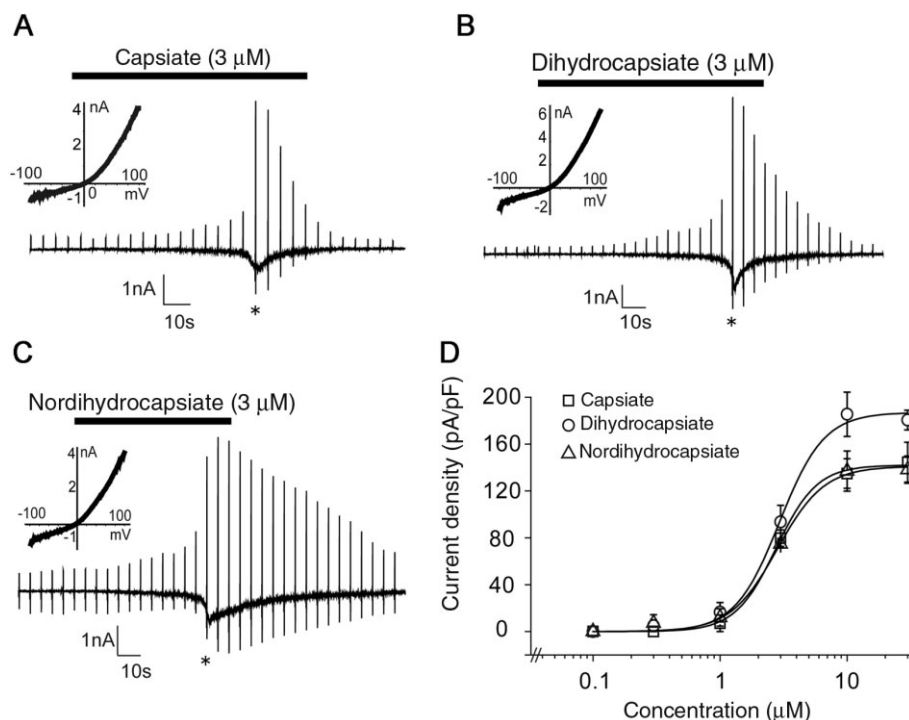 A
Capsiate (3 μM)
4
nA
2
-100
100
0
-1
mV
1nA
10s
*
B
Dihydrocapsiate (3 μM)
6
nA
4
2
-100
100
mV
-2
1nA
10s
*
C
Nordihydrocapsiate (3 μM)
4
nA
2
-100
100
-1
mV
1nA
10s
*
D
200
160
120
80
40
0
Current density (pA/pF)
Capsiate
Dihydrocapsiate
Nordihydrocapsiate
0.1
1
10
Concentration (μM)